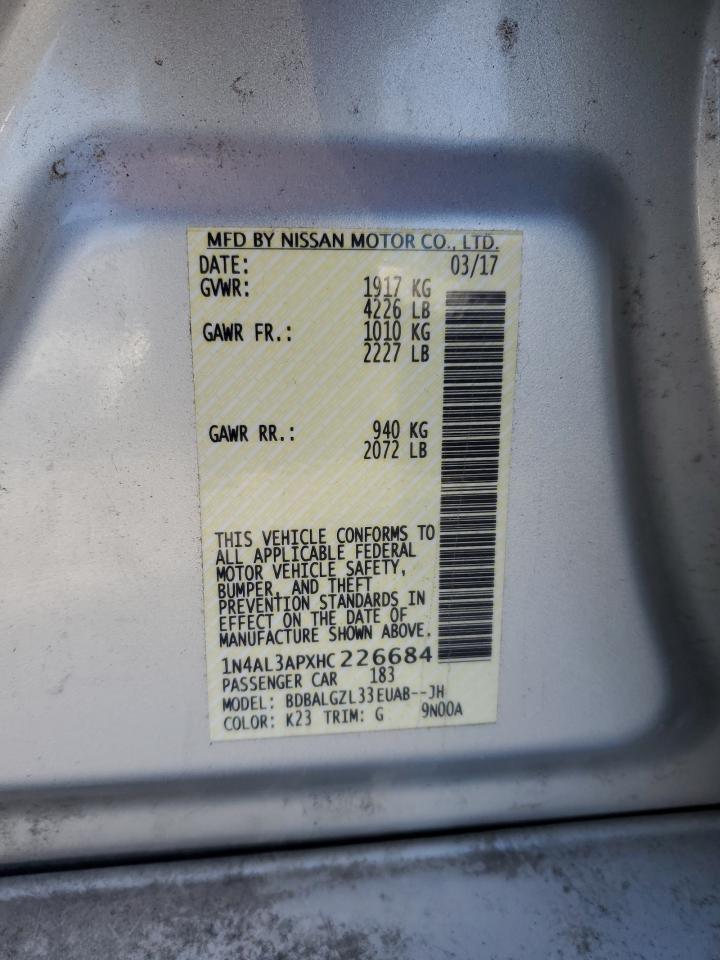 MFD BY NISSAN MOTOR CO., LTD.
DATE: 03/17
GVWR: 1917 KG
4226 LB
GAWR FR.: 1010 KG
2227 LB
GAWR RR.: 940 KG
2072 LB
THIS VEHICLE CONFORMS TO
ALL APPLICABLE FEDERAL
MOTOR VEHICLE SAFETY,
BUMPER, AND THEFT
PREVENTION STANDARDS IN
EFFECT ON THE DATE OF
MANUFACTURE SHOWN ABOVE.
1N4AL3APXHC226684
PASSENGER CAR 183
MODEL: BDBALGZL33EUAB--JH
COLOR: K23 TRIM: G 9N00A